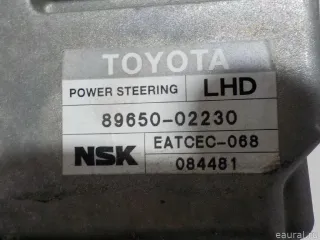 TOYOTA
POWER STEERING LHD
89650-02230
NSK EATCEC-068
084481
eaural.ru